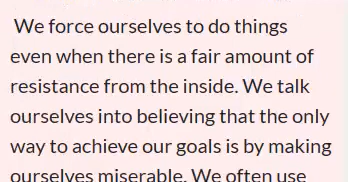 We force ourselves to do things
even when there is a fair amount of
resistance from the inside. We talk
ourselves into believing that the only
way to achieve our goals is by making
ourselves miserable. We often use